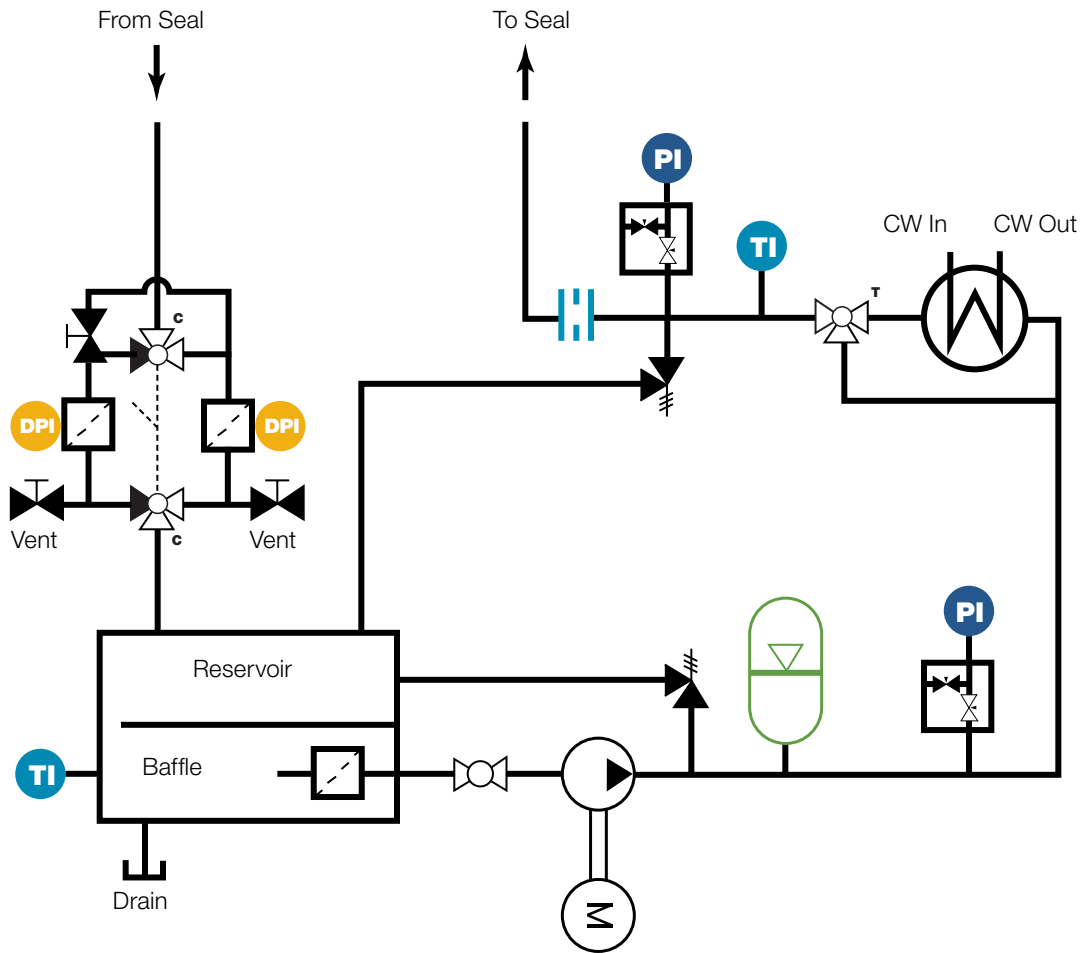 From Seal
To Seal
PI
CW In
CW Out
TI
T
C
DPI
DPI
Vent
Vent
C
PI
Reservoir
Baffle
TI
Drain
M